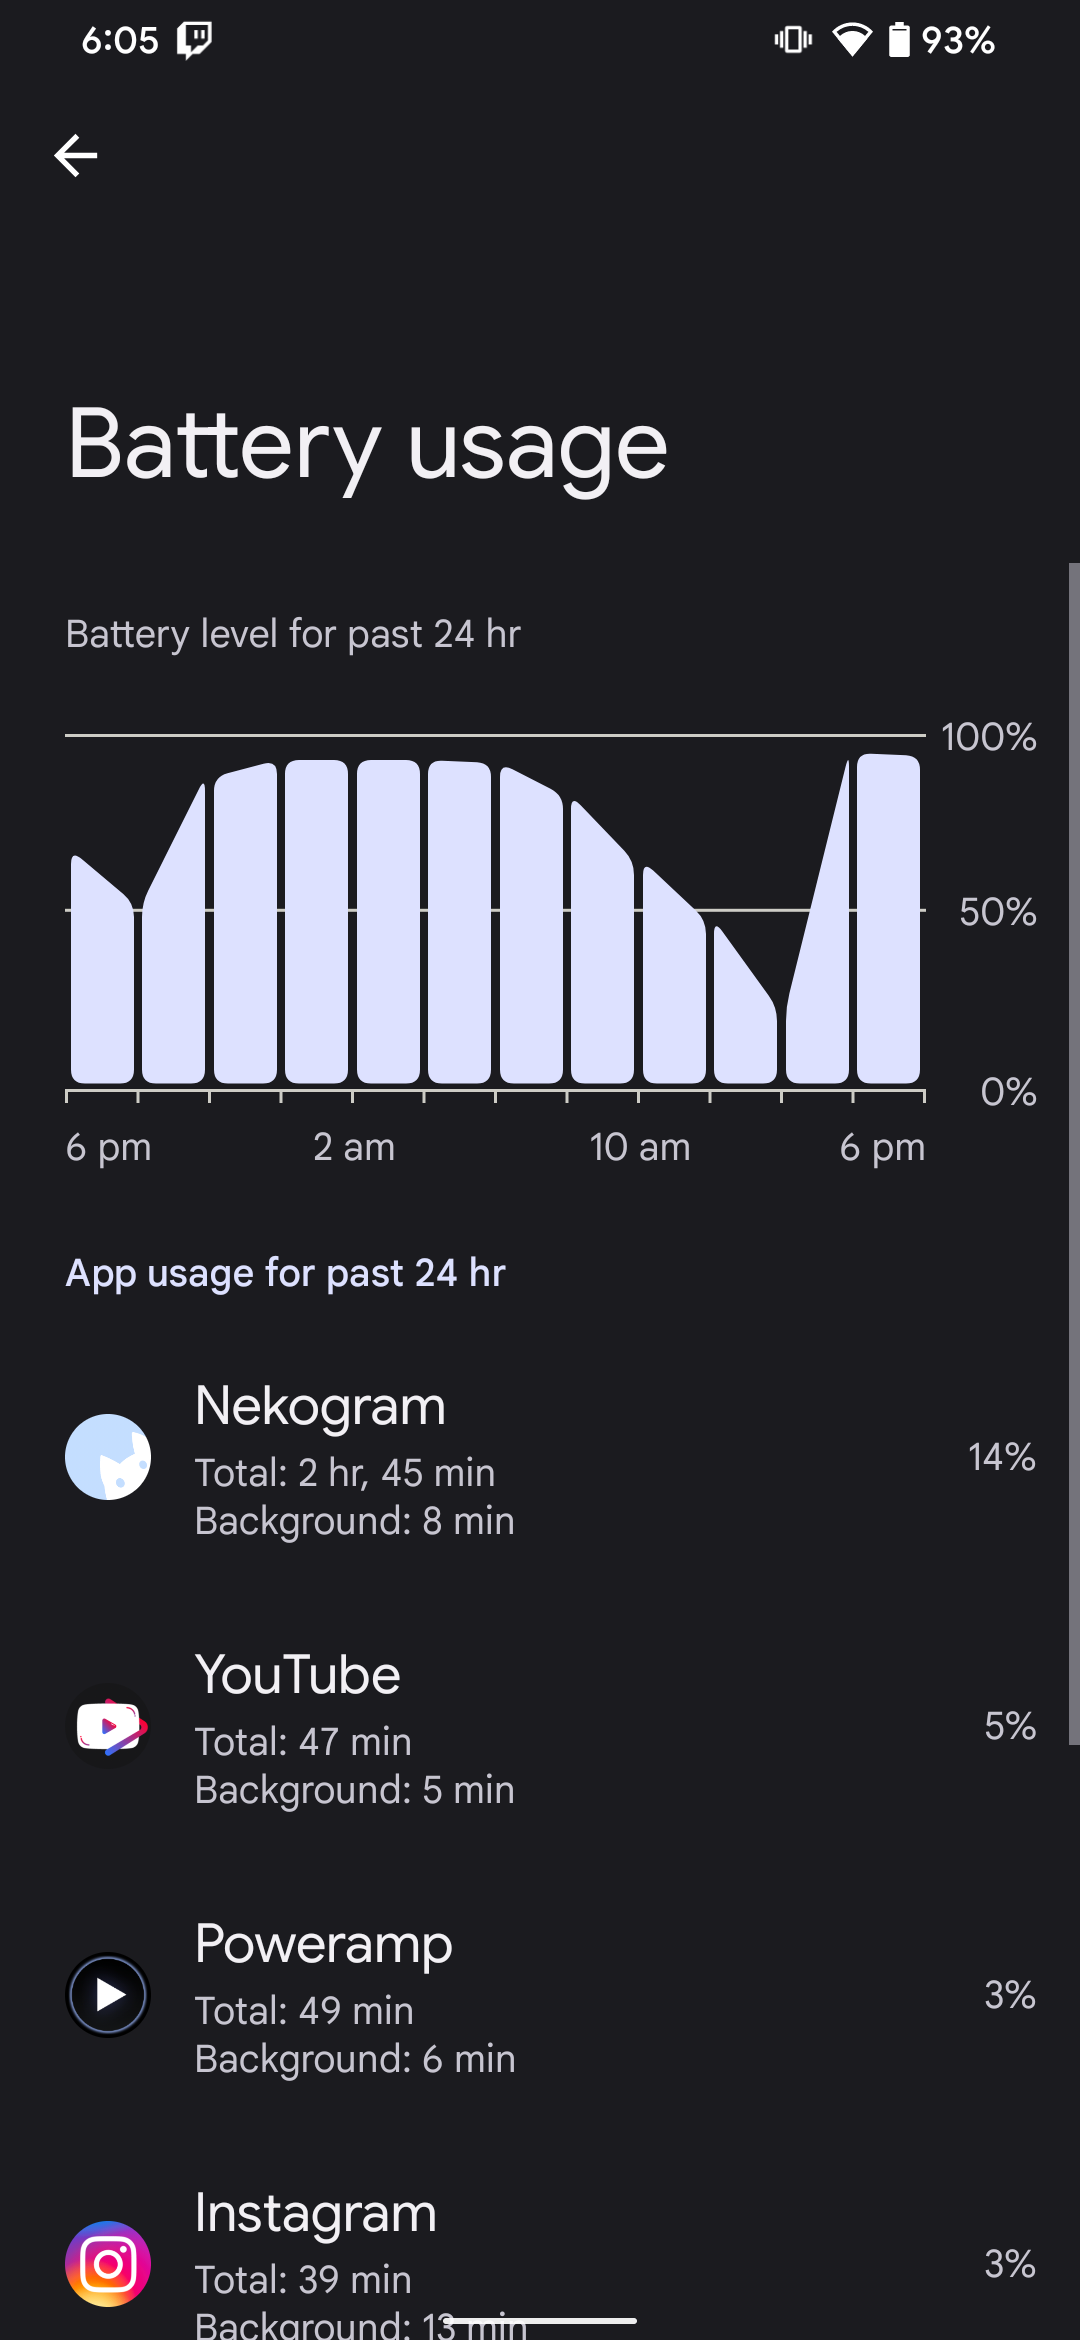 6:05 93%
Battery usage
Battery level for past 24 hr
100%
50%
0%
6 pm 2 am 10 am 6 pm
App usage for past 24 hr
Nekogram
Total: 2 hr, 45 min
Background: 8 min
14%
YouTube
Total: 47 min
Background: 5 min
5%
Poweramp
Total: 49 min
Background: 6 min
3%
Instagram
Total: 39 min
Background: 13 min
3%